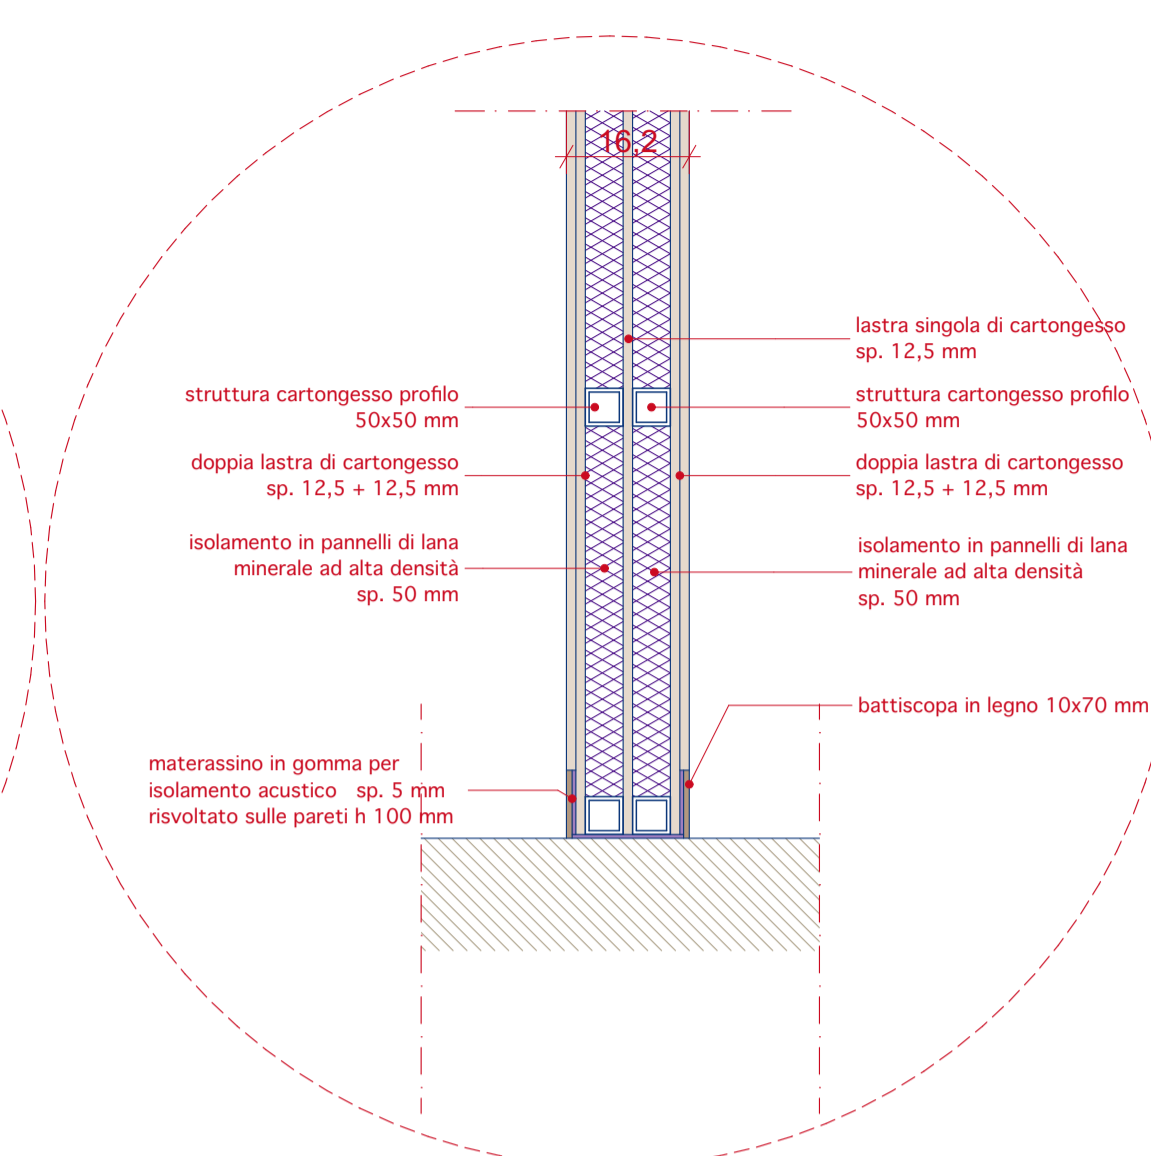 16,2
lastra singola di cartongesso
sp. 12,5 mm
struttura cartongesso profilo
50x50 mm
struttura cartongesso profilo
50x50 mm
doppia lastra di cartongesso
sp. 12,5 + 12,5 mm
doppia lastra di cartongesso
sp. 12,5 + 12,5 mm
isolamento in pannelli di lana
minerale ad alta densità
sp. 50 mm
isolamento in pannelli di lana
minerale ad alta densità
sp. 50 mm
battiscopa in legno 10x70 mm
materassino in gomma per
isolamento acustico sp. 5 mm
risvoltato sulle pareti h 100 mm